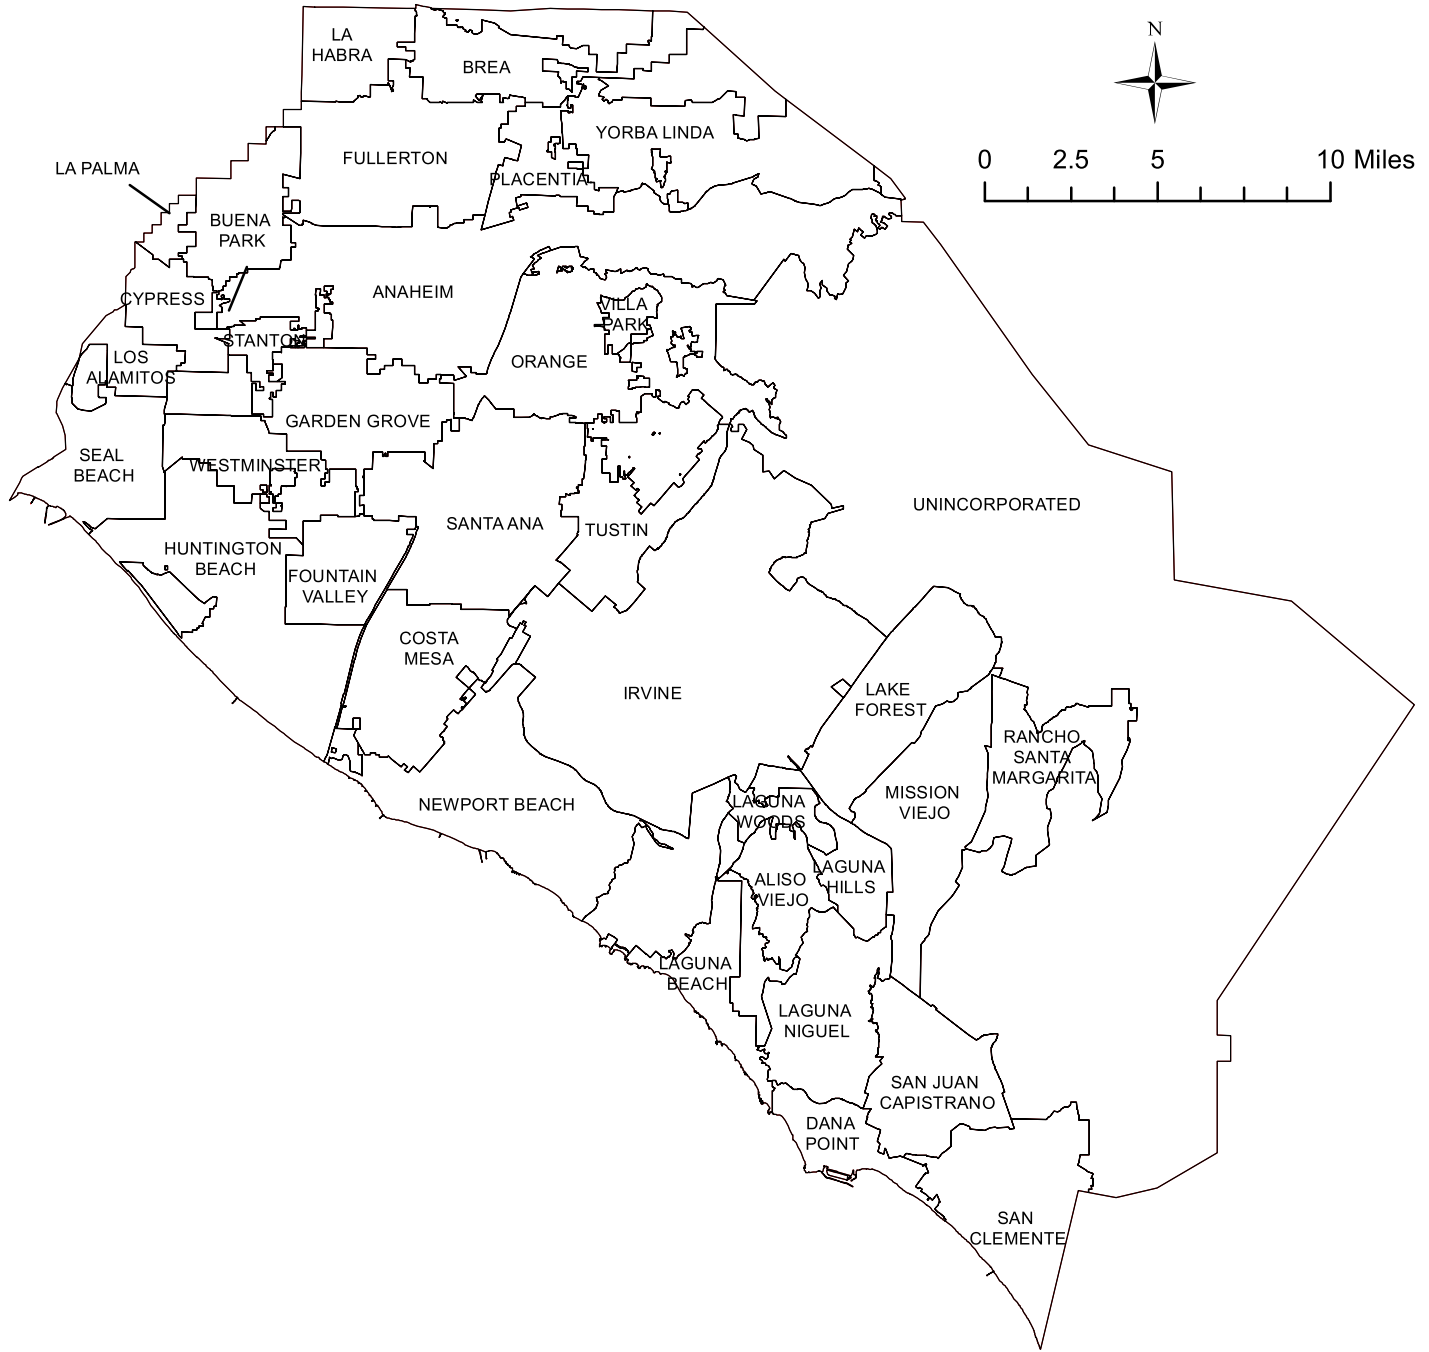 N
0 2.5 5 10 Miles
LA
HABRA
BREA
YORBA LINDA
FULLERTON
LA PALMA
PLACENTIA
BUENA
PARK
CYPRESS
ANAHEIM
VILLA
PARK
STANTON
LOS
ALAMITOS
ORANGE
GARDEN GROVE
SEAL
BEACH
WESTMINSTER
UNINCORPORATED
SANTA ANA
TUSTIN
HUNTINGTON
BEACH
FOUNTAIN
VALLEY
COSTA
MESA
IRVINE
LAKE
FOREST
RANCHO
SANTA
MARGARITA
MISSION
VIEJO
NEWPORT BEACH
LAGUNA
WOODS
LAGUNA
HILLS
ALISO
VIEJO
LAGUNA
BEACH
LAGUNA
NIGUEL
SAN JUAN
CAPISTRANO
DANA
POINT
SAN
CLEMENTE